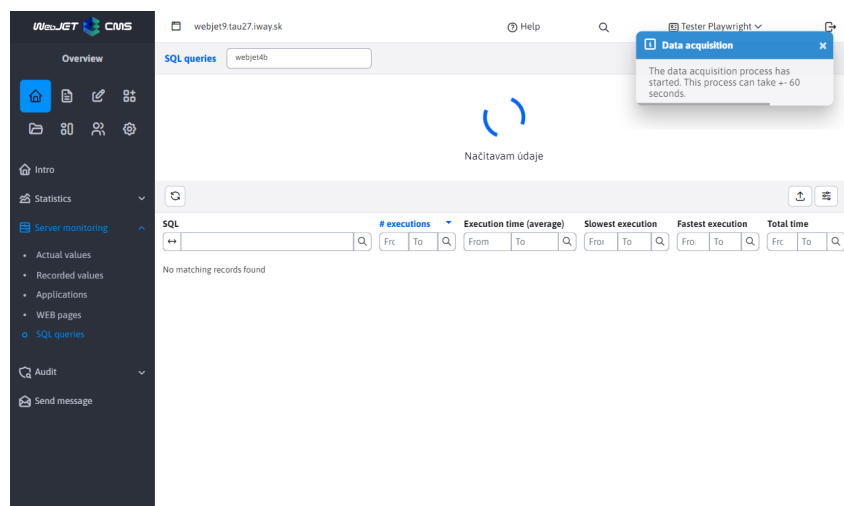 WebJET CMS
webjet9.tau27.iway.sk
Help
Tester Playwright
Overview
SQL queries
webjet4b
Data acquisition
The data acquisition process has
started. This process can take +- 60
seconds.
Načítavam údaje
Intro
Statistics
Server monitoring
Actual values
Recorded values
Applications
WEB pages
SQL queries
Audit
Send message
SQL
# executions
Execution time (average)
Slowest execution
Fastest execution
Total time
To
From
To
To
To
To
No matching records found